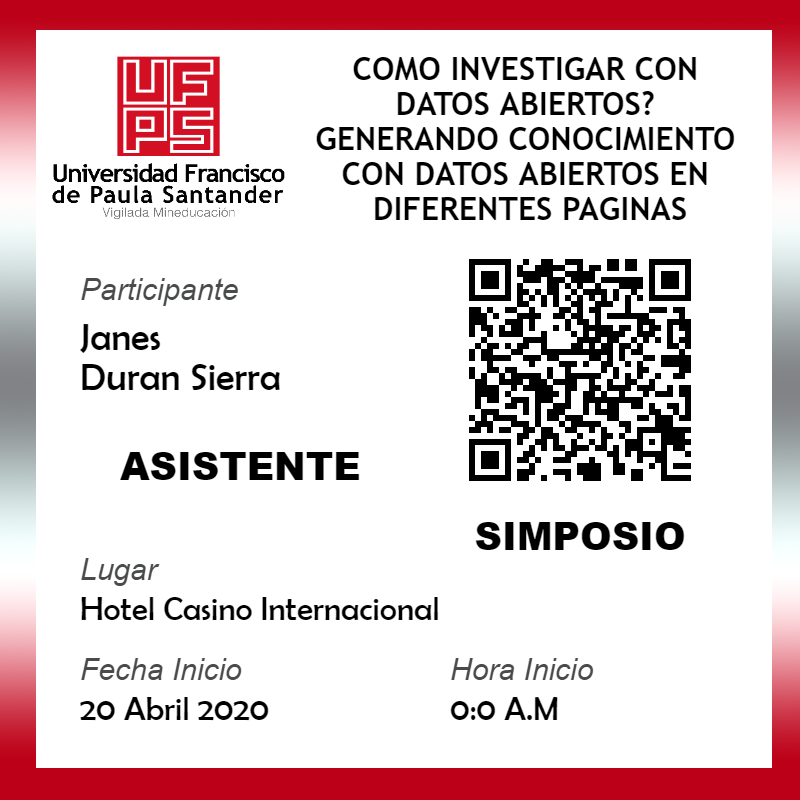 UF
PS
Universidad Francisco
de Paula Santander
Vigilada Mineducación
COMO INVESTIGAR CON
DATOS ABIERTOS?
GENERANDO CONOCIMIENTO
CON DATOS ABIERTOS EN
DIFERENTES PAGINAS
Participante
Janes
Duran Sierra
ASISTENTE
SIMPOSIO
Lugar
Hotel Casino Internacional
Fecha Inicio
20 Abril 2020
Hora Inicio
0:0 A.M